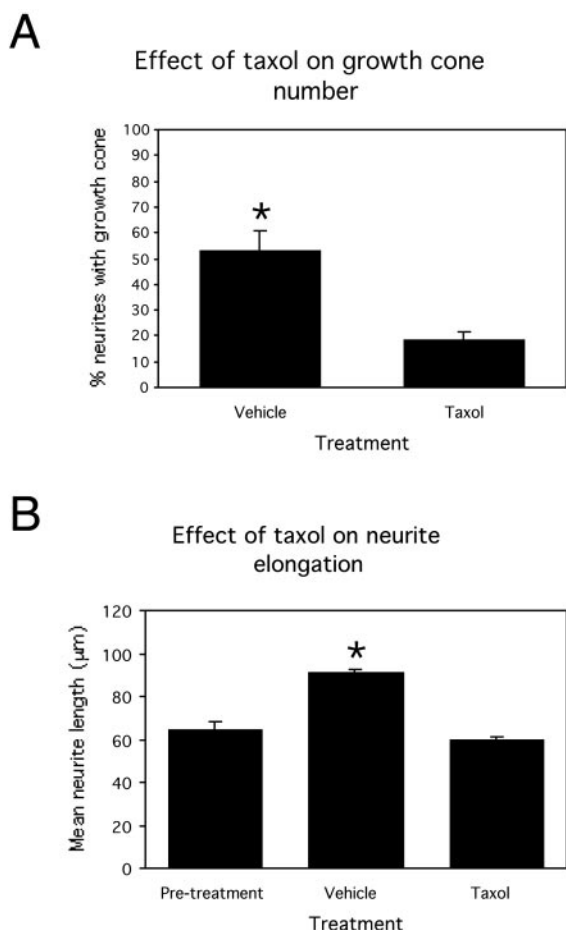 A
Effect of taxol on growth cone
number
% neurites with growth cone
100
90
80
70
60
50
40
30
20
10
0
*
Vehicle
Taxol
Treatment
B
Effect of taxol on neurite
elongation
Mean neurite length (µm)
120
100
80
60
40
20
0
*
Pre-treatment
Vehicle
Taxol
Treatment